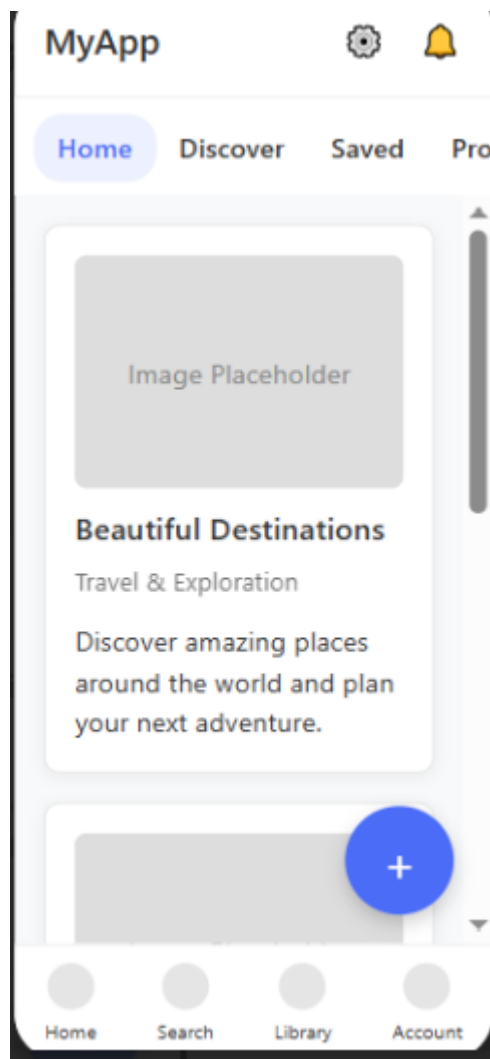 MyApp
Home Discover Saved Pro
Image Placeholder
Beautiful Destinations
Travel & Exploration
Discover amazing places
around the world and plan
your next adventure.
+
Home Search Library Account